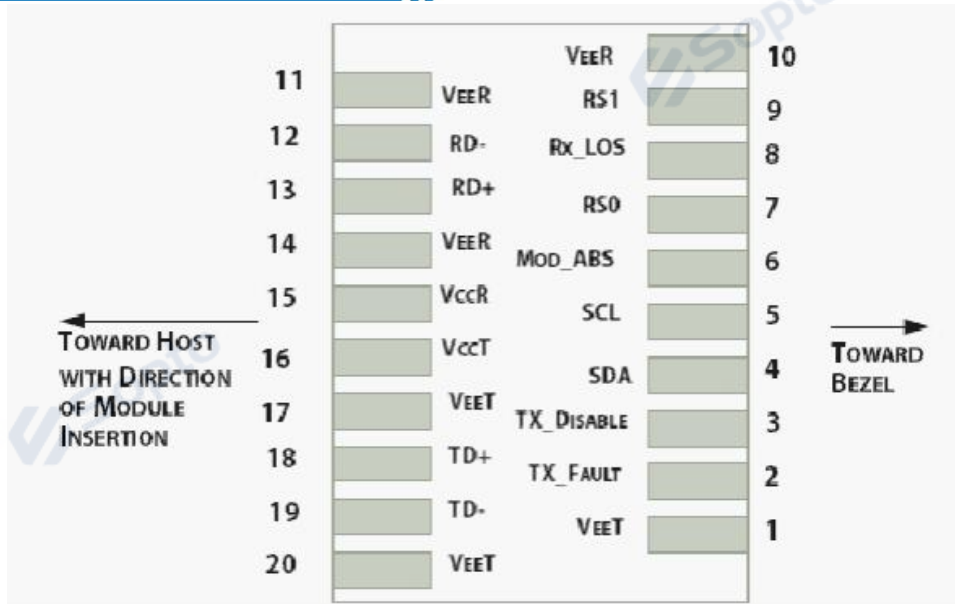 VEER 10
11 VEER
RS1 9
12 RD-
Rx_LOS 8
13 RD+
RS0 7
14 VEER
MOD_ABS 6
15 VccR
SCL 5
TOWARD HOST
WITH DIRECTION
OF MODULE
INSERTION
16 VccT
SDA 4
TOWARD
BEZEL
17 VEET
TX_DISABLE 3
18 TD+
TX_FAULT 2
19 TD-
VEET 1
20 VEET
Sopto
Sopto